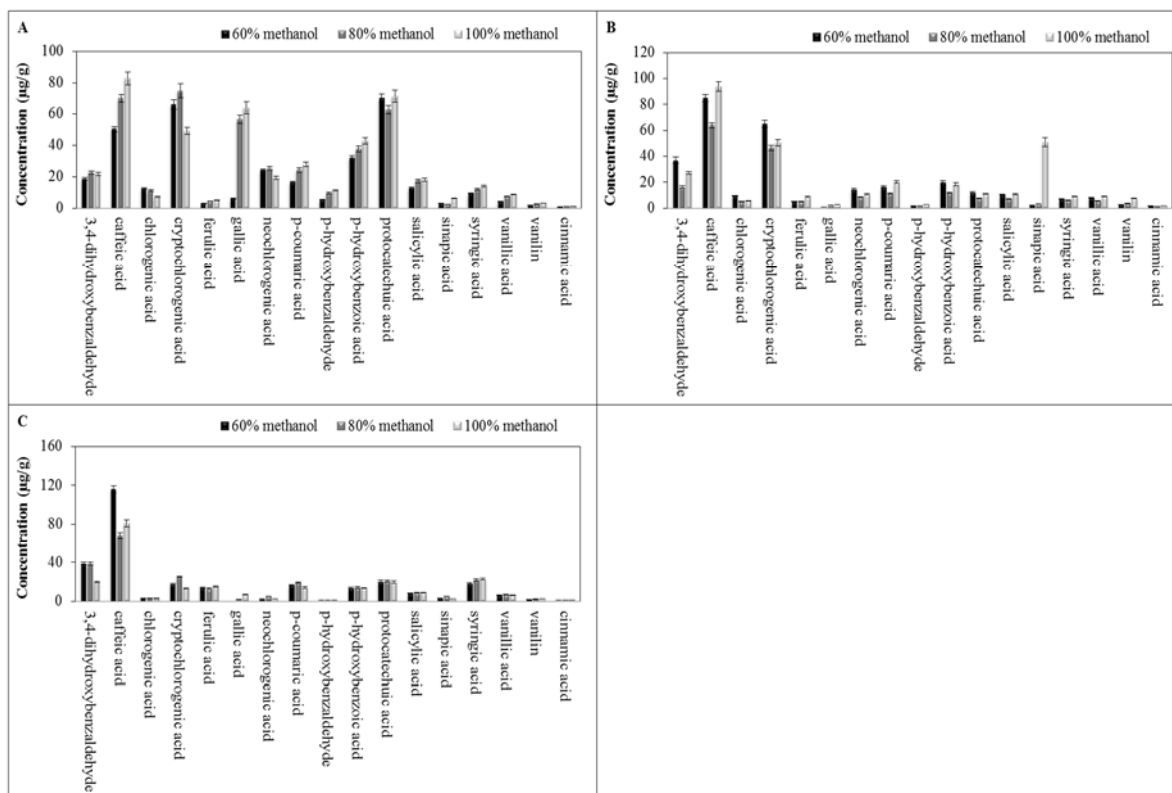 A
60% methanol 80% methanol 100% methanol
Concentration (µg/g)
100
80
60
40
20
0
3,4-dihydroxybenzaldehyde
caffeic acid
chlorogenic acid
cryptochlorogenic acid
ferulic acid
gallic acid
neochlorogenic acid
p-coumaric acid
p-hydroxybenzaldehyde
p-hydroxybenzoic acid
protocatechuic acid
salicylic acid
sinapic acid
syringic acid
vanillic acid
vanilin
cinnamic acid
B
60% methanol 80% methanol 100% methanol
Concentration (µg/g)
120
100
80
60
40
20
0
3,4-dihydroxybenzaldehyde
caffeic acid
chlorogenic acid
cryptochlorogenic acid
ferulic acid
gallic acid
neochlorogenic acid
p-coumaric acid
p-hydroxybenzaldehyde
p-hydroxybenzoic acid
protocatechuic acid
salicylic acid
sinapic acid
syringic acid
vanillic acid
vanilin
cinnamic acid
C
60% methanol 80% methanol 100% methanol
Concentration (µg/g)
160
120
80
40
0
3,4-dihydroxybenzaldehyde
caffeic acid
chlorogenic acid
cryptochlorogenic acid
ferulic acid
gallic acid
neochlorogenic acid
p-coumaric acid
p-hydroxybenzaldehyde
p-hydroxybenzoic acid
protocatechuic acid
salicylic acid
sinapic acid
syringic acid
vanillic acid
vanilin
cinnamic acid